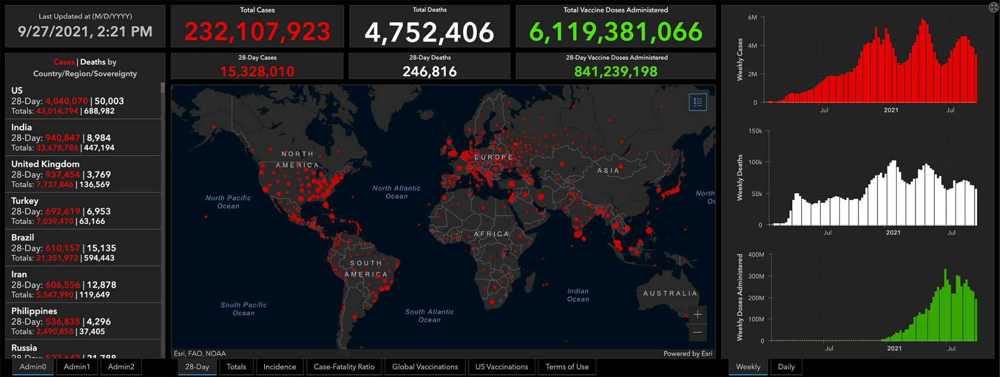 Last Updated at (M/D/YYYY)
9/27/2021, 2:21 PM
Total Cases
232,107,923
Total Deaths
4,752,406
Total Vaccine Doses Administered
6,119,381,066
28-Day Cases
15,328,010
28-Day Deaths
246,816
28-Day Vaccine Doses Administered
841,239,198
Cases | Deaths by
Country/Region/Sovereignty
US
28-Day: 4,040,070 | 50,003
Totals: 43,014,794 | 688,982
India
28-Day: 940,847 | 8,984
Totals: 33,678,786 | 447,194
United Kingdom
28-Day: 937,454 | 3,769
Totals: 7,737,846 | 136,569
Turkey
28-Day: 692,619 | 6,953
Totals: 7,039,470 | 63,166
Brazil
28-Day: 610,157 | 15,135
Totals: 21,351,972 | 594,443
Iran
28-Day: 606,556 | 12,878
Totals: 5,547,990 | 119,649
Philippines
28-Day: 536,835 | 4,296
Totals: 2,490,858 | 37,405
Russia
Admin0
Admin1
Admin2
NORTH
AMERICA
EUROPE
ASIA
North Atlantic
Ocean
North Pacific
Ocean
North
AFRICA
SOUTH
AMERICA
Indian
Ocean
AUSTRALIA
South Pacific
Ocean
South Atlantic
Ocean
+
−
Esri, FAO, NOAA
Powered by Esri
28-Day
Totals
Incidence
Case-Fatality Ratio
Global Vaccinations
US Vaccinations
Terms of Use
Weekly Cases
6M
4M
2M
0
Jul
2021
Jul
Weekly Deaths
150k
100k
50k
0
Jul
2021
Jul
Weekly Doses Administered
400M
300M
200M
100M
0
Jul
2021
Jul
Weekly
Daily